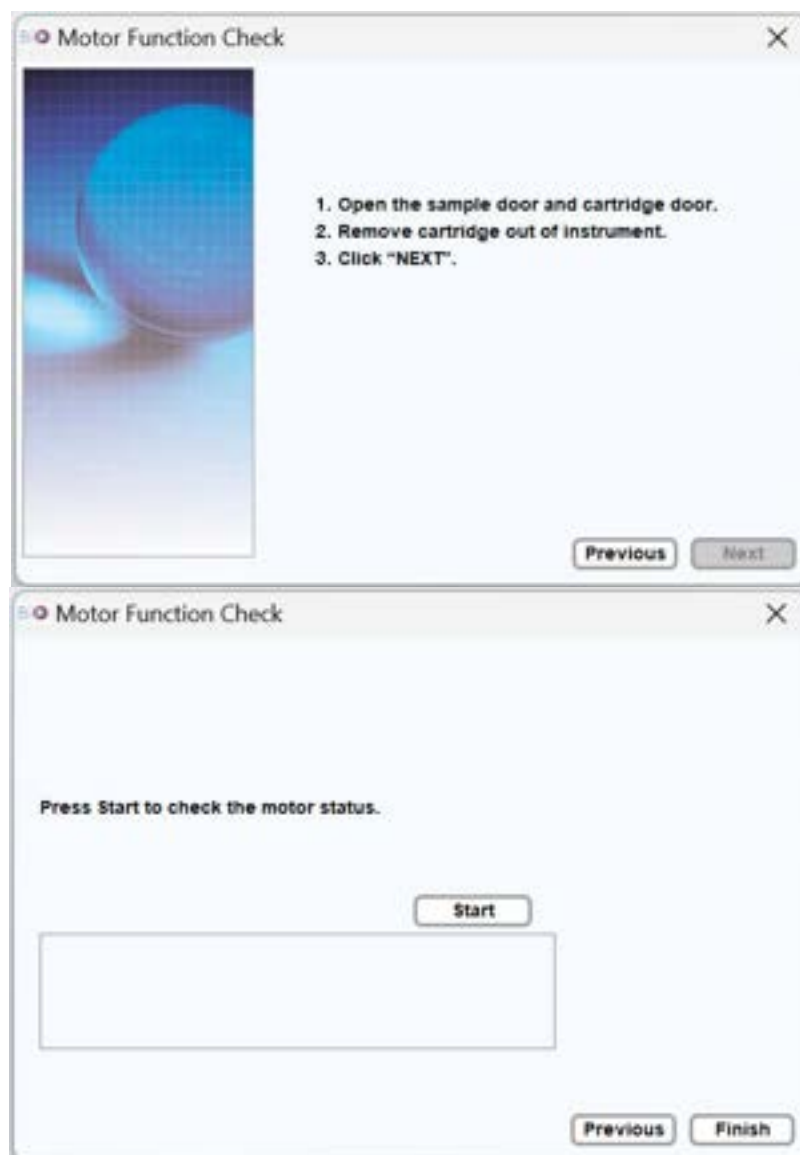 Motor Function Check
1. Open the sample door and cartridge door.
2. Remove cartridge out of instrument.
3. Click “NEXT”.
Previous Next
Motor Function Check
Press Start to check the motor status.
Start
Previous Finish